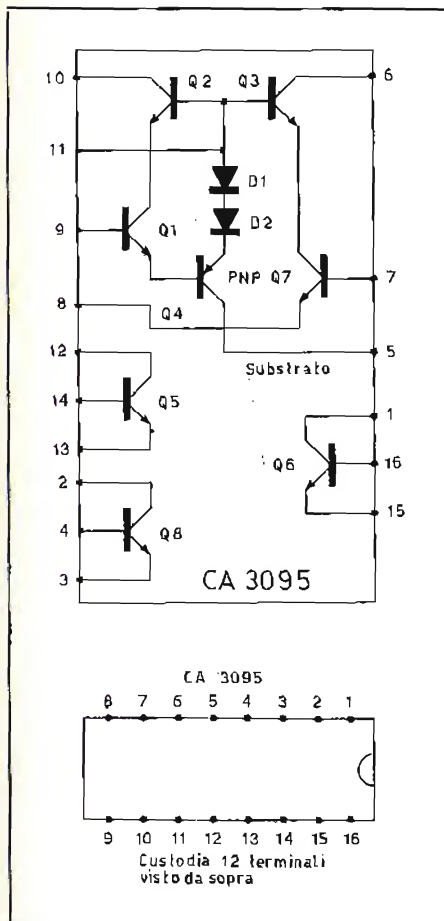 10 Q2 Q3 6
11
D1
9 Q1 D2
PNP Q7 7
8
Q4
12 5
Substrato
14 Q5 1
13 Q6 16
2
15
4 Q8
3 CA 3095
CA 3095
8 7 6 5 4 3 2 1
9 10 11 12 13 14 15 16
Custodia 12 terminali
visto da sopra